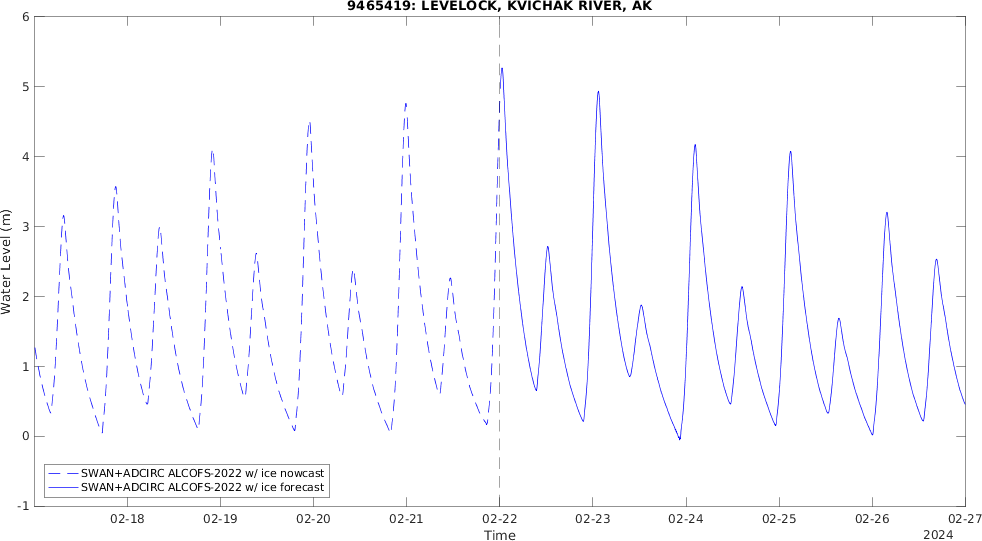 9465419: LEVELOCK, KVICHAK RIVER, AK
Water Level (m)
6
5
4
3
2
1
0
-1
SWAN+ADCIRC ALCOFS-2022 w/ ice nowcast
SWAN+ADCIRC ALCOFS-2022 w/ ice forecast
02-18 02-19 02-20 02-21 02-22 02-23 02-24 02-25 02-26 02-27
Time
2024